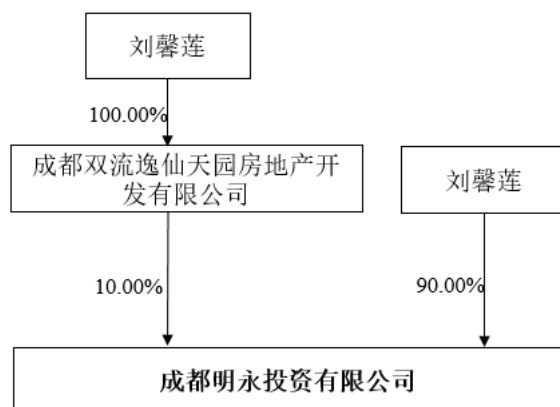 刘馨莲
100.00%
成都双流逸仙天园房地产开
发有限公司
刘馨莲
10.00%
90.00%
成都明永投资有限公司